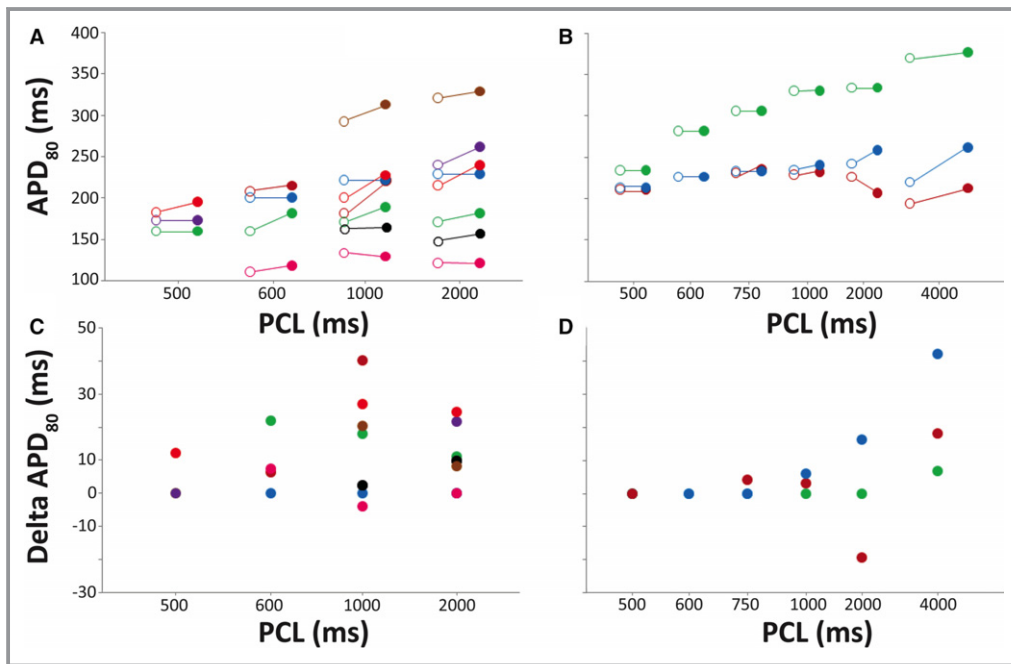 A
B
400
350
300
250
200
150
100
APD80 (ms)
500 600 1000 2000
PCL (ms)
500 600 750 1000 2000 4000
PCL (ms)
C
D
50
30
10
0
-10
-30
Delta APD80 (ms)
500 600 1000 2000
PCL (ms)
500 600 750 1000 2000 4000
PCL (ms)